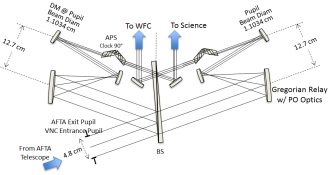 DM @ Pupil
Beam Diam
1.1034 cm
12.7 cm
APS
Clock 90°
To WFC
To Science
Pupil
Beam Diam
1.1034 cm
12.7 cm
Gregorian Relay
w/ PO Optics
AFTA Exit Pupil
VNC Entrance Pupil
From AFTA
Telescope
4.8 cm
BS